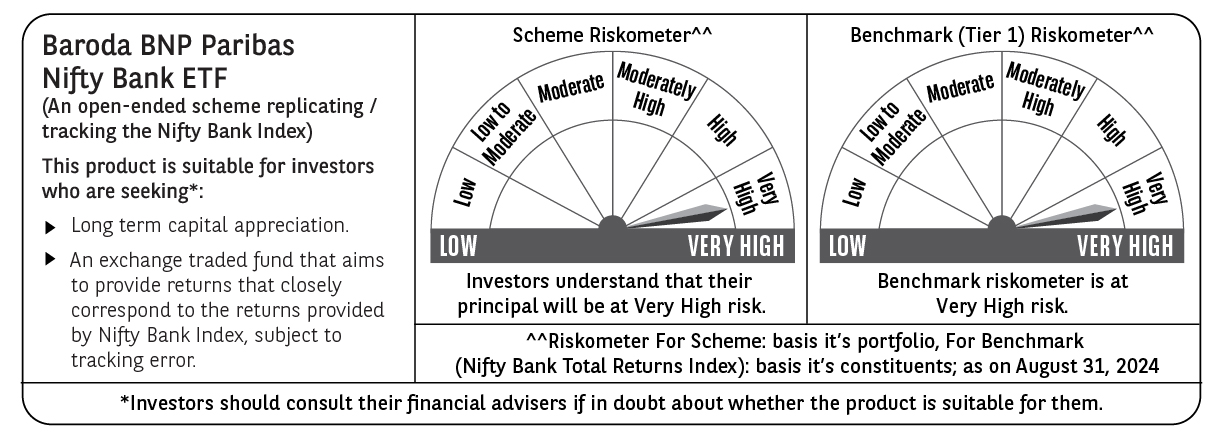 Baroda BNP Paribas
Nifty Bank ETF
(An open-ended scheme replicating /
tracking the Nifty Bank Index)
This product is suitable for investors
who are seeking*:
▶ Long term capital appreciation.
▶ An exchange traded fund that aims
to provide returns that closely
correspond to the returns provided
by Nifty Bank Index, subject to
tracking error.
Scheme Riskometer^^
Low
Low to
Moderate
Moderate
Moderately
High
High
Very
High
LOW
VERY HIGH
Investors understand that their
principal will be at Very High risk.
Benchmark (Tier 1) Riskometer^^
Low
Low to
Moderate
Moderate
Moderately
High
High
Very
High
LOW
VERY HIGH
Benchmark riskometer is at
Very High risk.
^^Riskometer For Scheme: basis it's portfolio, For Benchmark
(Nifty Bank Total Returns Index): basis it's constituents; as on August 31, 2024
*Investors should consult their financial advisers if in doubt about whether the product is suitable for them.